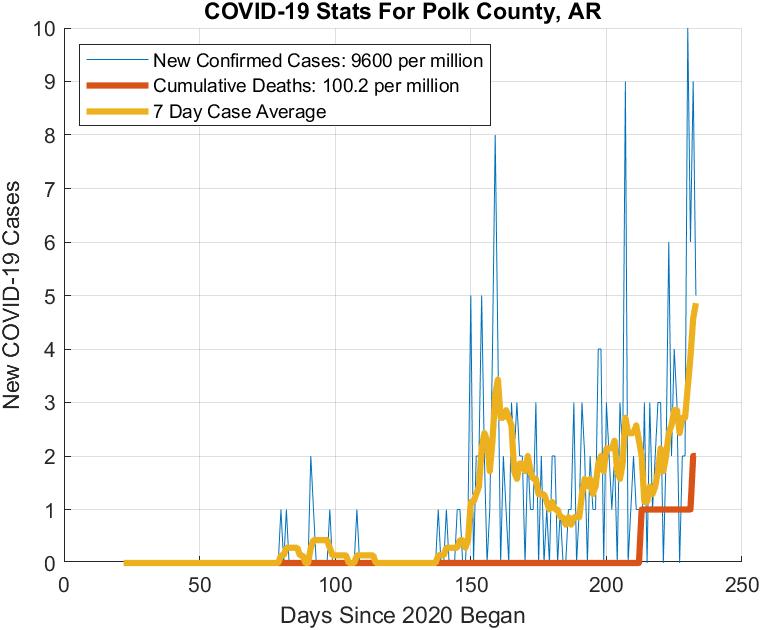 COVID-19 Stats For Polk County, AR
New Confirmed Cases: 9600 per million
Cumulative Deaths: 100.2 per million
7 Day Case Average
New COVID-19 Cases
10
9
8
7
6
5
4
3
2
1
0
0 50 100 150 200 250
Days Since 2020 Began